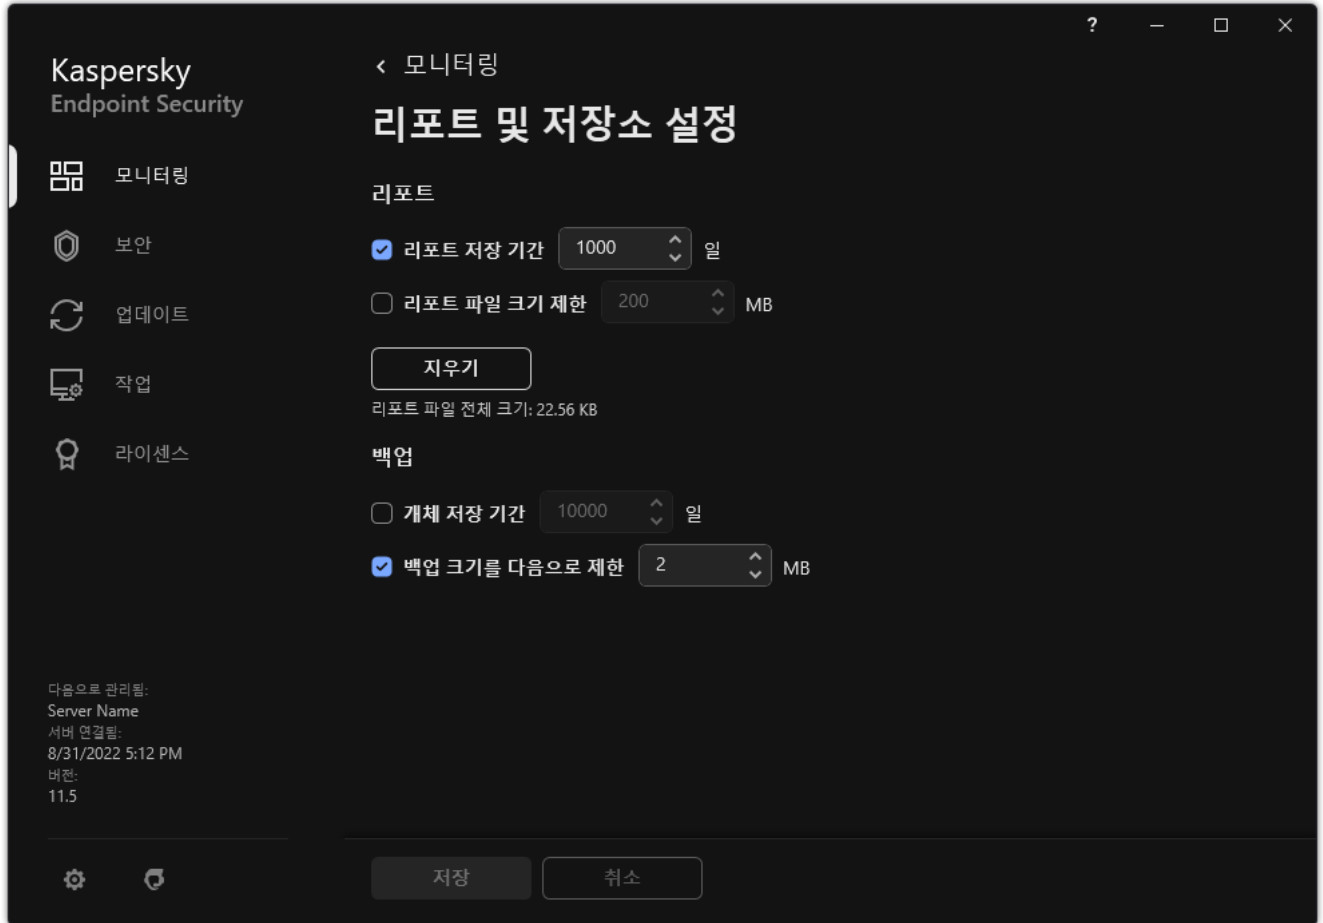 ?
Kaspersky
Endpoint Security
모니터링
보안
업데이트
작업
라이센스
다음으로 관리됨:
Server Name
서버 연결됨:
8/31/2022 5:12 PM
버전:
11.5
모니터링
리포트 및 저장소 설정
리포트
리포트 저장 기간 1000 일
리포트 파일 크기 제한 200 MB
지우기
리포트 파일 전체 크기: 22.56 KB
백업
개체 저장 기간 10000 일
백업 크기를 다음으로 제한 2 MB
저장 취소